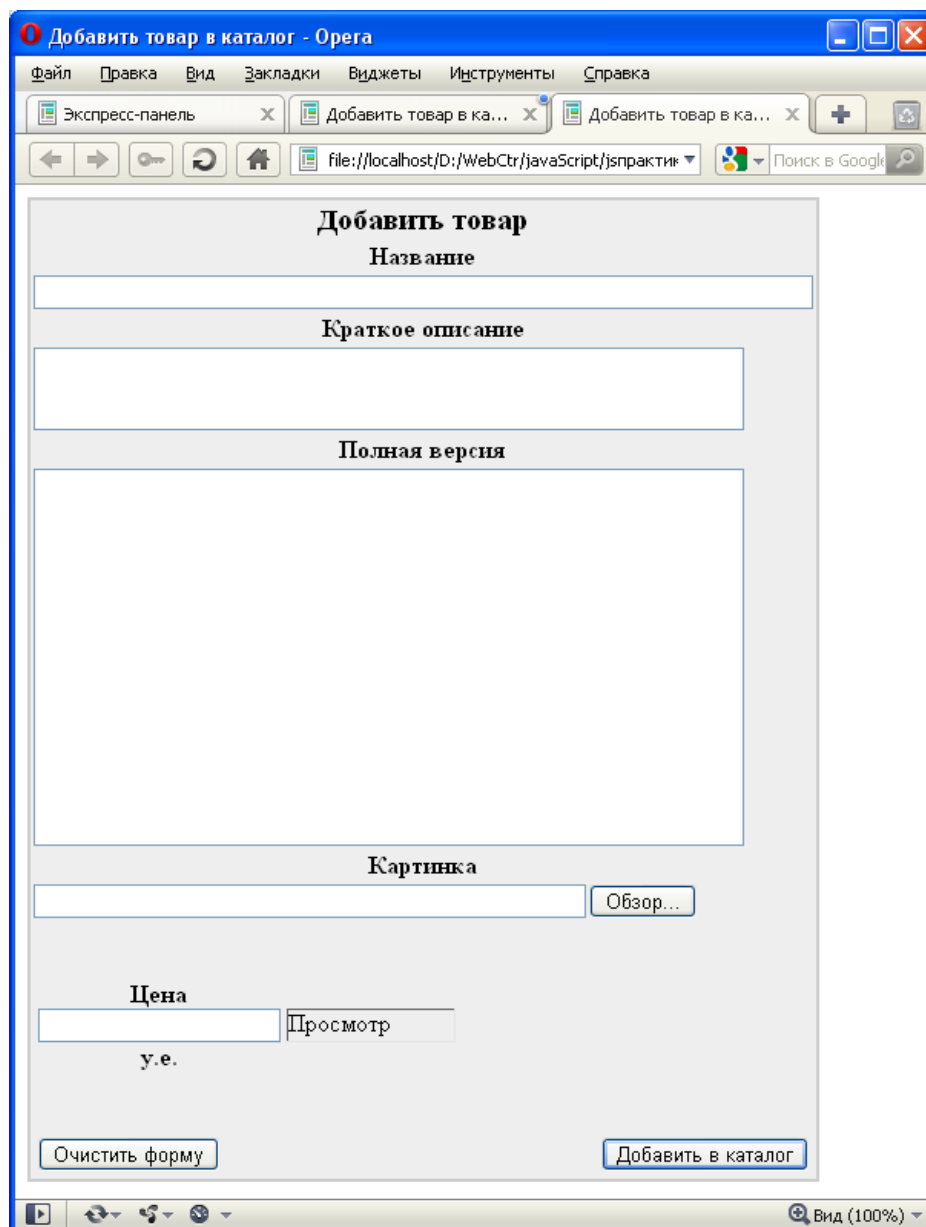 Добавить товар в каталог - Opera
Файл Правка Вид Закладки Виджеты Инструменты Справка
Экспресс-панель Добавить товар в ка... Добавить товар в ка...
file://localhost/D:/WebCtr/javaScript/jsпрактик Поиск в Google
Добавить товар
Название
Краткое описание
Полная версия
Картинка
Обзор...
Цена
Просмотр
у.е.
Очистить форму Добавить в каталог
Вид (100%)